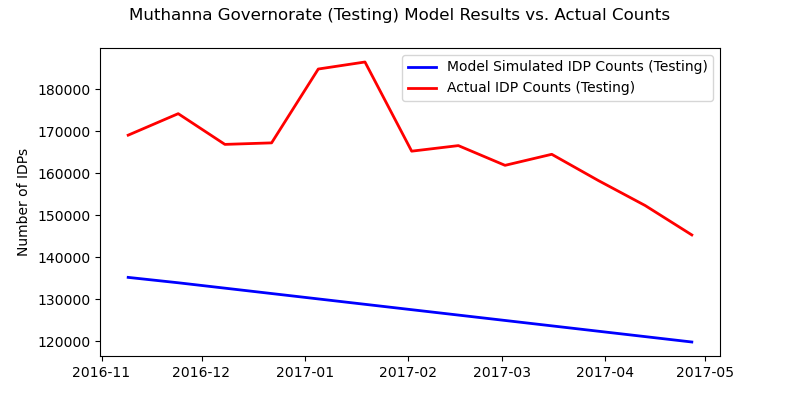 Muthanna Governorate (Testing) Model Results vs. Actual Counts
Model Simulated IDP Counts (Testing)
Actual IDP Counts (Testing)
Number of IDPs
180000
170000
160000
150000
140000
130000
120000
2016-11 2016-12 2017-01 2017-02 2017-03 2017-04 2017-05